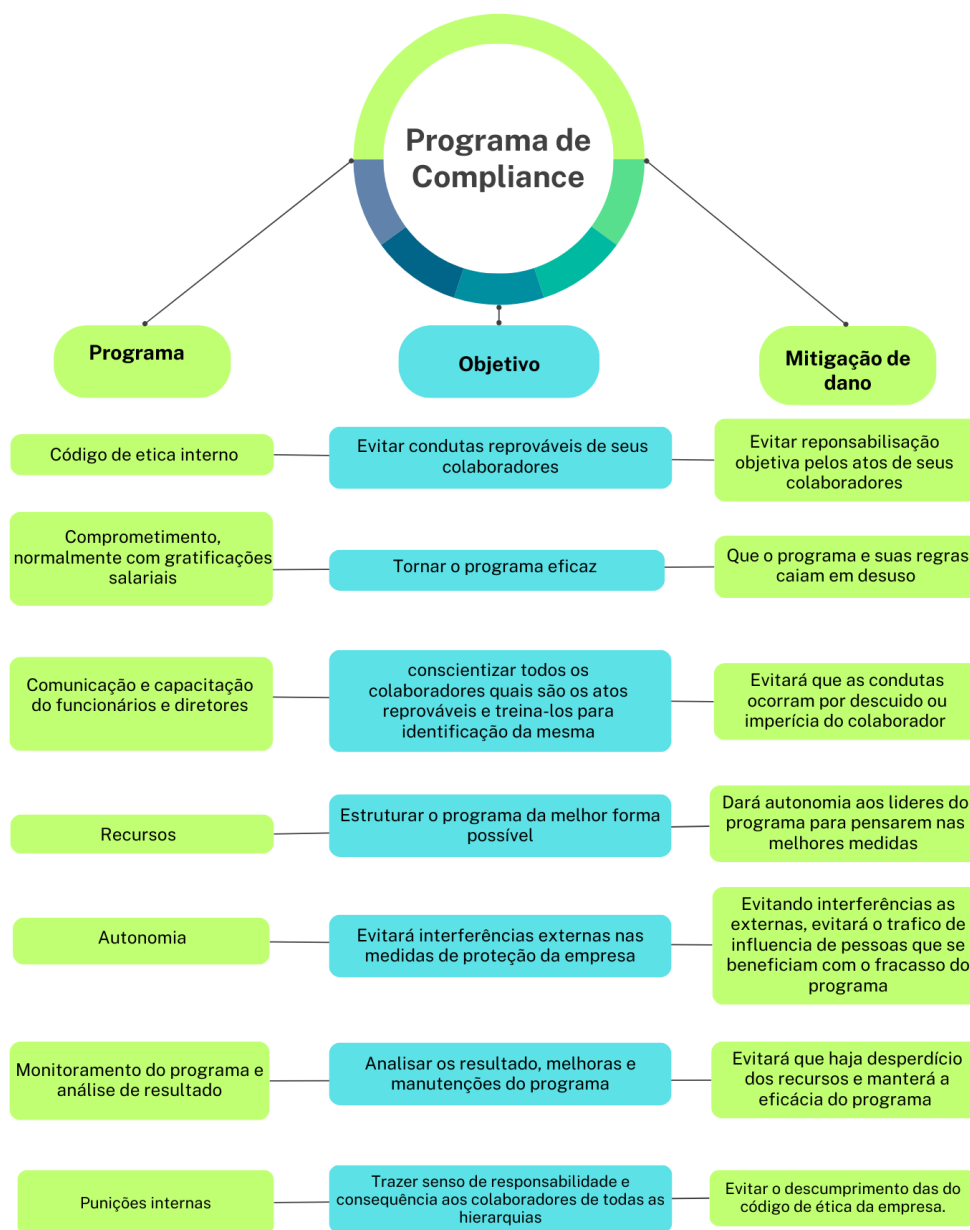 Programa de
Compliance
Programa
Objetivo
Mitigação de
dano
Código de etica interno
Evitar condutas reprováveis de seus
colaboradores
Evitar reponsabilisação
objetiva pelos atos de seus
colaboradores
Comprometimento,
normalmente com gratificações
salariais
Tornar o programa eficaz
Que o programa e suas regras
caiam em desuso
Comunicação e capacitação
do funcionários e diretores
conscientizar todos os
colaboradores quais são os atos
reprováveis e treina-los para
identificação da mesma
Evitará que as condutas
ocorram por descuido ou
imperícia do colaborador
Recursos
Estruturar o programa da melhor forma
possível
Dará autonomia aos lideres do
programa para pensarem nas
melhores medidas
Autonomia
Evitará interferências externas nas
medidas de proteção da empresa
Evitando interferências as
externas, evitará o trafico de
influencia de pessoas que se
beneficiam com o fracasso do
programa
Monitoramento do programa e
análise de resultado
Analisar os resultado, melhoras e
manutenções do programa
Evitará que haja desperdício
dos recursos e manterá a
eficácia do programa
Punições internas
Trazer senso de responsabilidade e
consequência aos colaboradores de todas as
hierarquias
Evitar o descumprimento das do
código de ética da empresa.